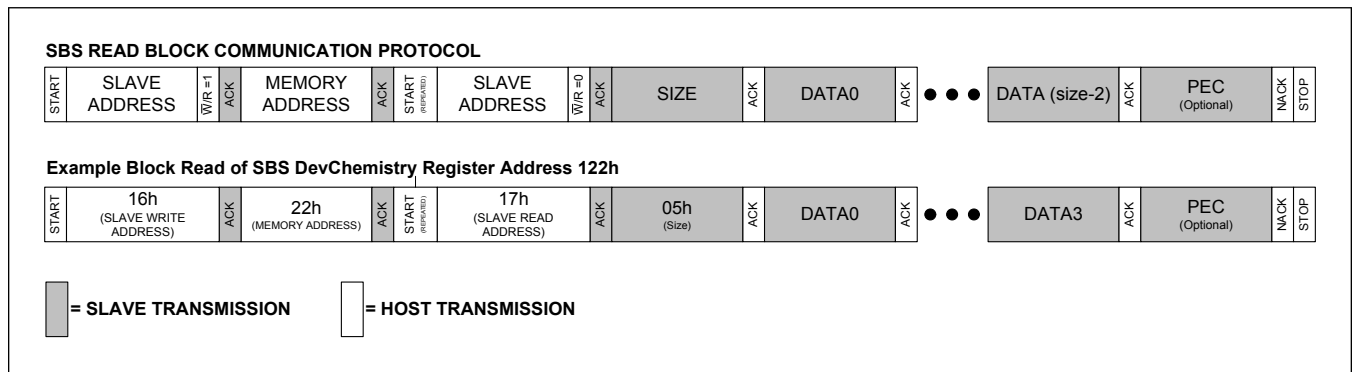 SBS READ BLOCK COMMUNICATION PROTOCOL
START
SLAVE
ADDRESS
W̅/R =1
ACK
MEMORY
ADDRESS
ACK
START
(REPEATED)
SLAVE
ADDRESS
W̅/R =0
ACK
SIZE
ACK
DATA0
ACK
DATA (size-2)
ACK
PEC
(Optional)
NACK
STOP
Example Block Read of SBS DevChemistry Register Address 122h
START
16h
(SLAVE WRITE
ADDRESS)
ACK
22h
(MEMORY ADDRESS)
ACK
START
(REPEATED)
17h
(SLAVE READ
ADDRESS)
ACK
05h
(Size)
ACK
DATA0
ACK
DATA3
ACK
PEC
(Optional)
NACK
STOP
= SLAVE TRANSMISSION
= HOST TRANSMISSION